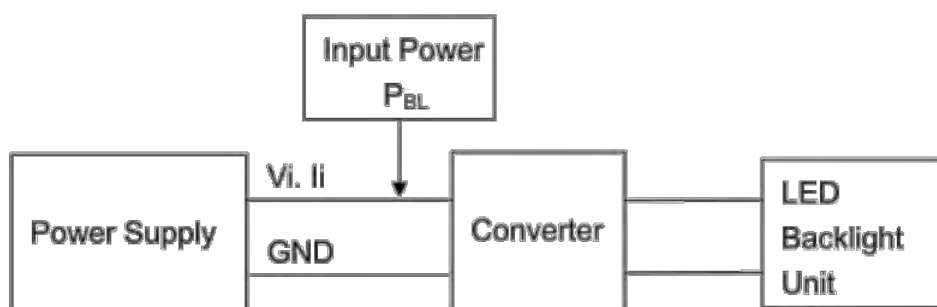 Input Power
PBL
Vi. Ii
Power Supply
GND
Converter
LED
Backlight
Unit